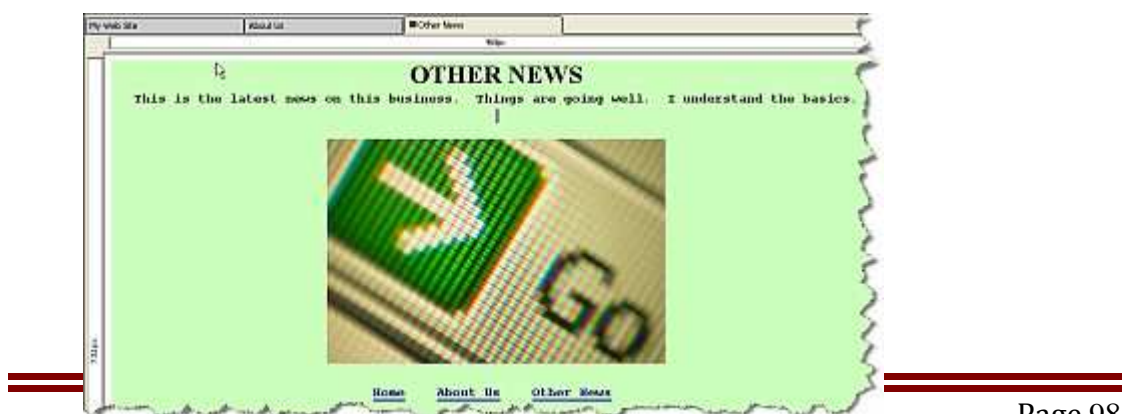 My Web Site About Us Other News
OTHER NEWS
This is the latest news on this business. Things are going well. I understand the basics.
Go
Home About Us Other News
Page 98